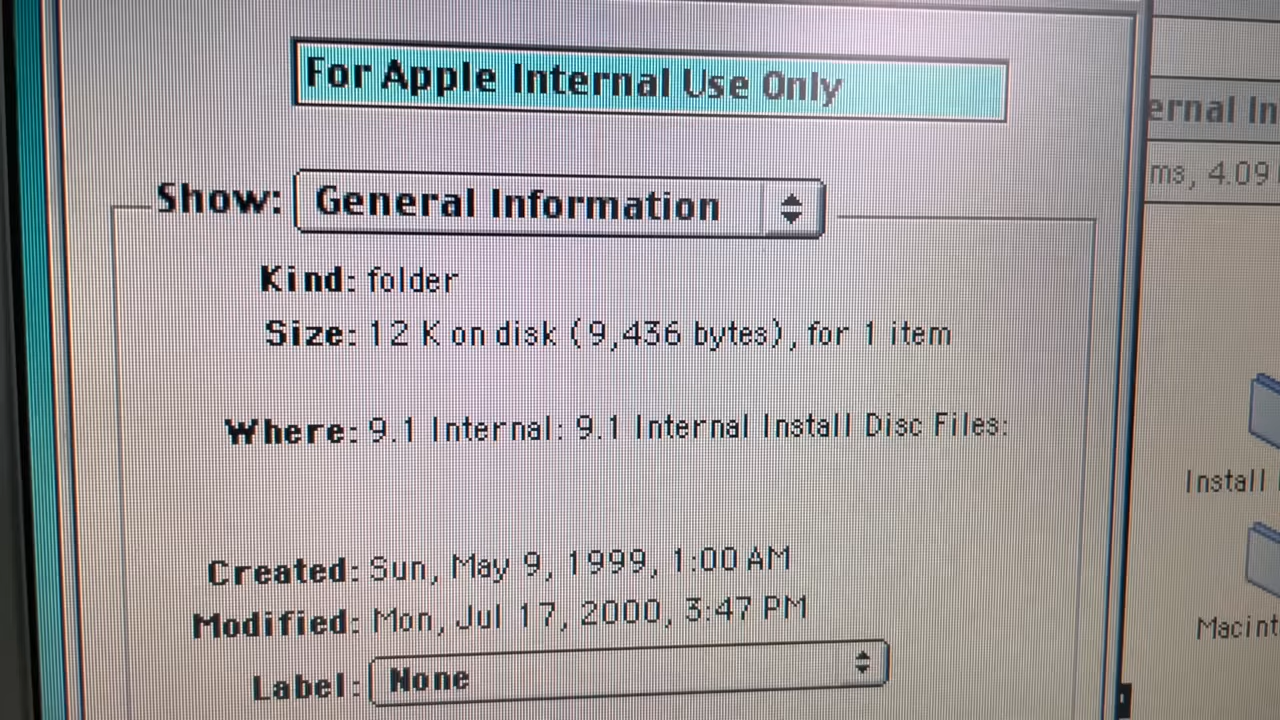 For Apple Internal Use Only
ernal In
Show: General Information
ms, 4.09
Kind: folder
Size: 12 K on disk (9,436 bytes), for 1 item
Where: 9.1 Internal: 9.1 Internal Install Disc Files:
Install
Created: Sun, May 9, 1999, 1:00 AM
Modified: Mon, Jul 17, 2000, 3:47 PM
Macint
Label: None